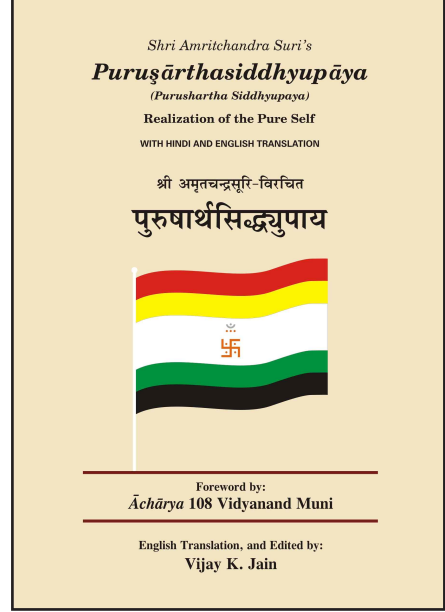 Shri Amritchandra Suri's
Puruşārthasiddhyupāya
(Purushartha Siddhyupaya)
Realization of the Pure Self
WITH HINDI AND ENGLISH TRANSLATION
श्री अमृतचन्द्रसूरि-विरचित
पुरुषार्थसिद्ध्युपाय
Foreword by:
Āchārya 108 Vidyanand Muni
English Translation, and Edited by:
Vijay K. Jain